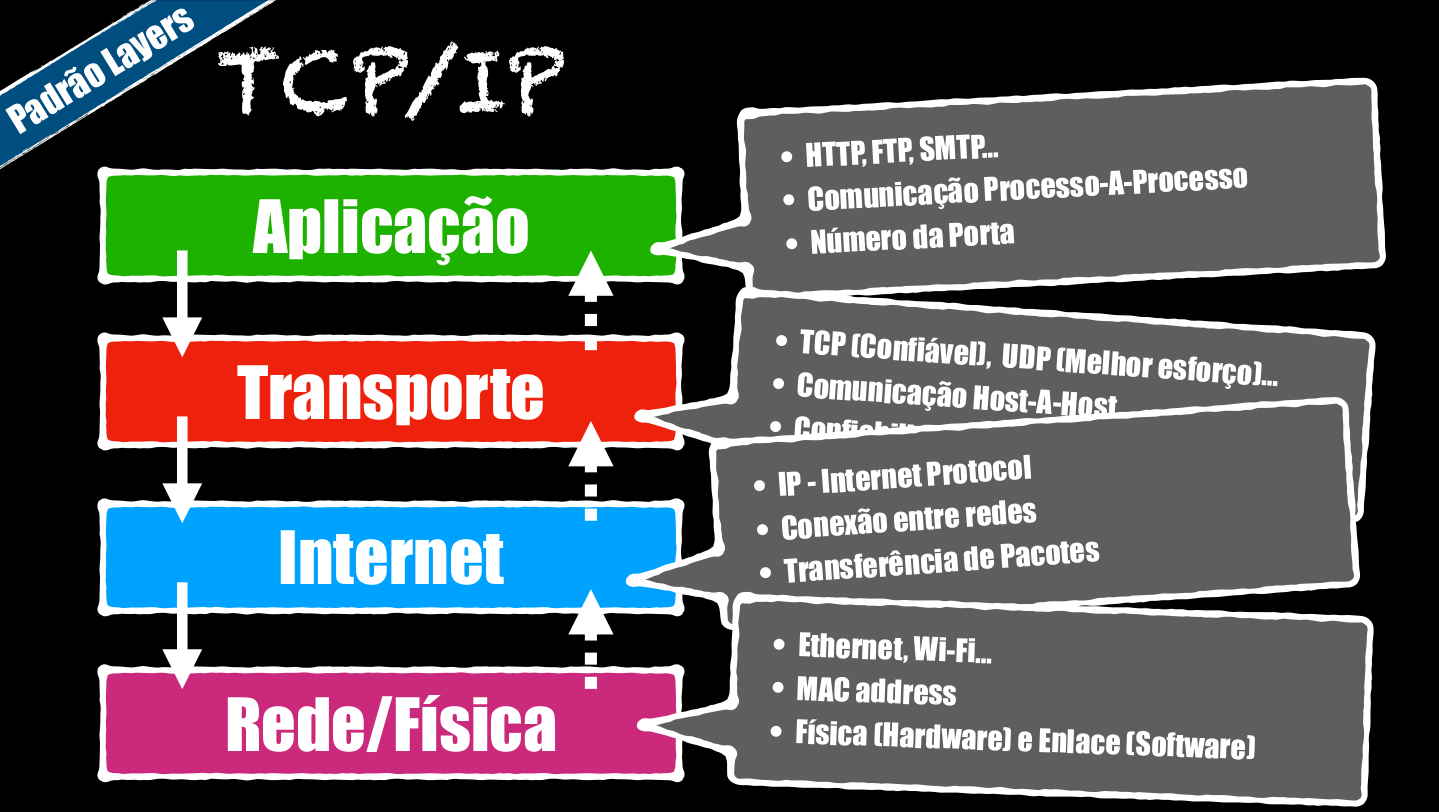 Padrão Layers
TCP/IP
Aplicação
Transporte
Internet
Rede/Física
• HTTP, FTP, SMTP...
• Comunicação Processo-A-Processo
• Número da Porta
• TCP (Confiável), UDP (Melhor esforço)...
• Comunicação Host-A-Host
• IP - Internet Protocol
• Conexão entre redes
• Transferência de Pacotes
• Ethernet, Wi-Fi...
• MAC address
• Física (Hardware) e Enlace (Software)